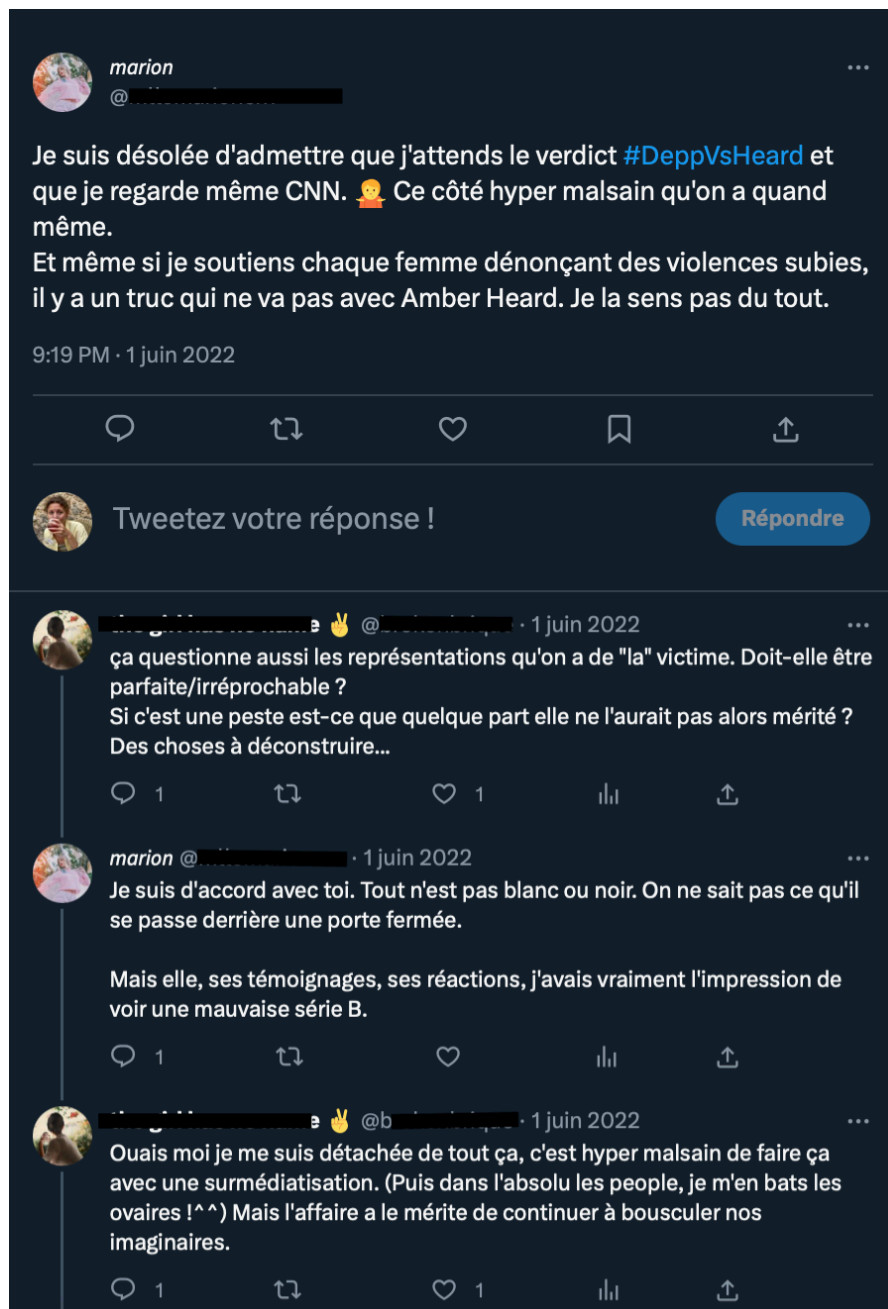 marion
@
Je suis désolée d'admettre que j'attends le verdict #DeppVsHeard et
que je regarde même CNN. 🤷 Ce côté hyper malsain qu'on a quand
même.
Et même si je soutiens chaque femme dénonçant des violences subies,
il y a un truc qui ne va pas avec Amber Heard. Je la sens pas du tout.
9:19 PM · 1 juin 2022
Tweetez votre réponse !
Répondre
✌ @ · 1 juin 2022
ça questionne aussi les représentations qu'on a de "la" victime. Doit-elle être
parfaite/irréprochable ?
Si c'est une peste est-ce que quelque part elle ne l'aurait pas alors mérité ?
Des choses à déconstruire...
1 1
marion @ · 1 juin 2022
Je suis d'accord avec toi. Tout n'est pas blanc ou noir. On ne sait pas ce qu'il
se passe derrière une porte fermée.
Mais elle, ses témoignages, ses réactions, j'avais vraiment l'impression de
voir une mauvaise série B.
1
✌ @b · 1 juin 2022
Ouais moi je me suis détachée de tout ça, c'est hyper malsain de faire ça
avec une surmédiatisation. (Puis dans l'absolu les people, je m'en bats les
ovaires !^^) Mais l'affaire a le mérite de continuer à bousculer nos
imaginaires.
1 1